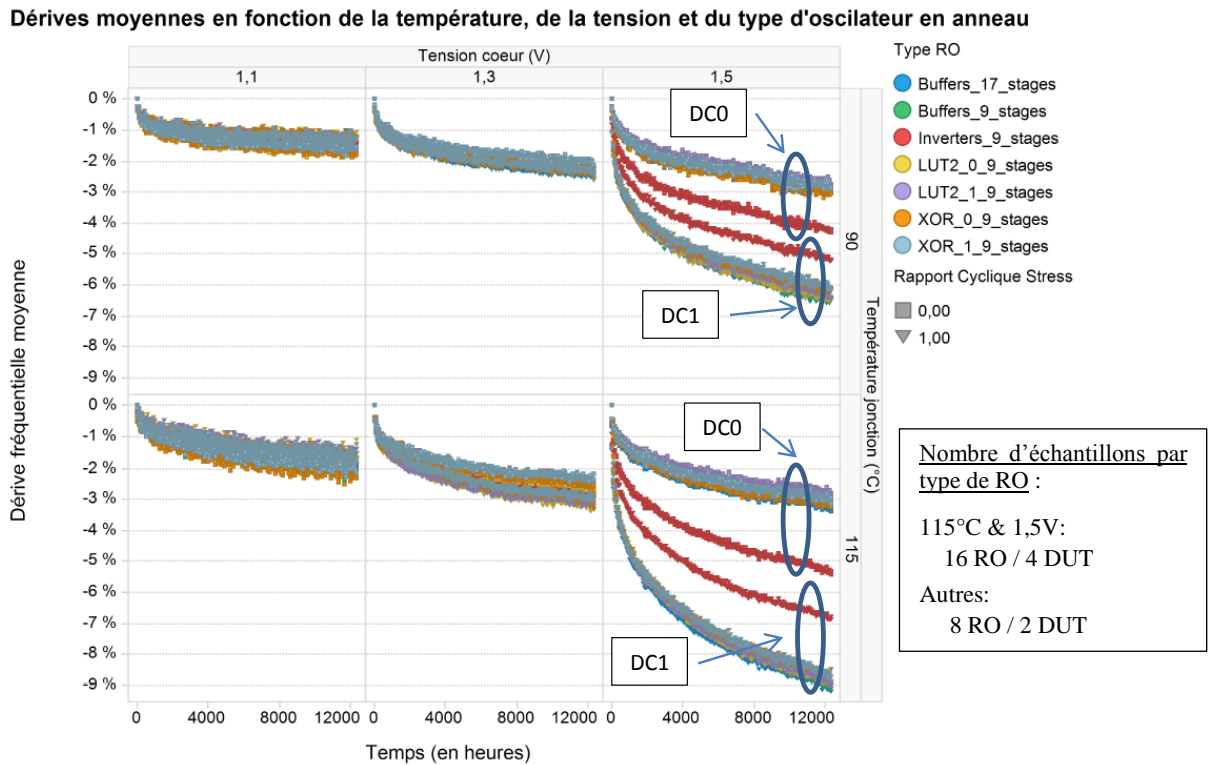 Dérives moyennes en fonction de la température, de la tension et du type d'oscilateur en anneau
Tension coeur (V)
1,1
1,3
1,5
Dérive fréquentielle moyenne
0 %
-1 %
-2 %
-3 %
-4 %
-5 %
-6 %
-7 %
-8 %
-9 %
DC0
DC1
90
0 %
-1 %
-2 %
-3 %
-4 %
-5 %
-6 %
-7 %
-8 %
-9 %
DC0
DC1
115
Température jonction (°C)
0 4000 8000 12000
0 4000 8000 12000
0 4000 8000 12000
Temps (en heures)
Type RO
Buffers_17_stages
Buffers_9_stages
Inverters_9_stages
LUT2_0_9_stages
LUT2_1_9_stages
XOR_0_9_stages
XOR_1_9_stages
Rapport Cyclique Stress
0,00
1,00
Nombre d'échantillons par
type de RO :
115°C & 1,5V:
16 RO / 4 DUT
Autres:
8 RO / 2 DUT